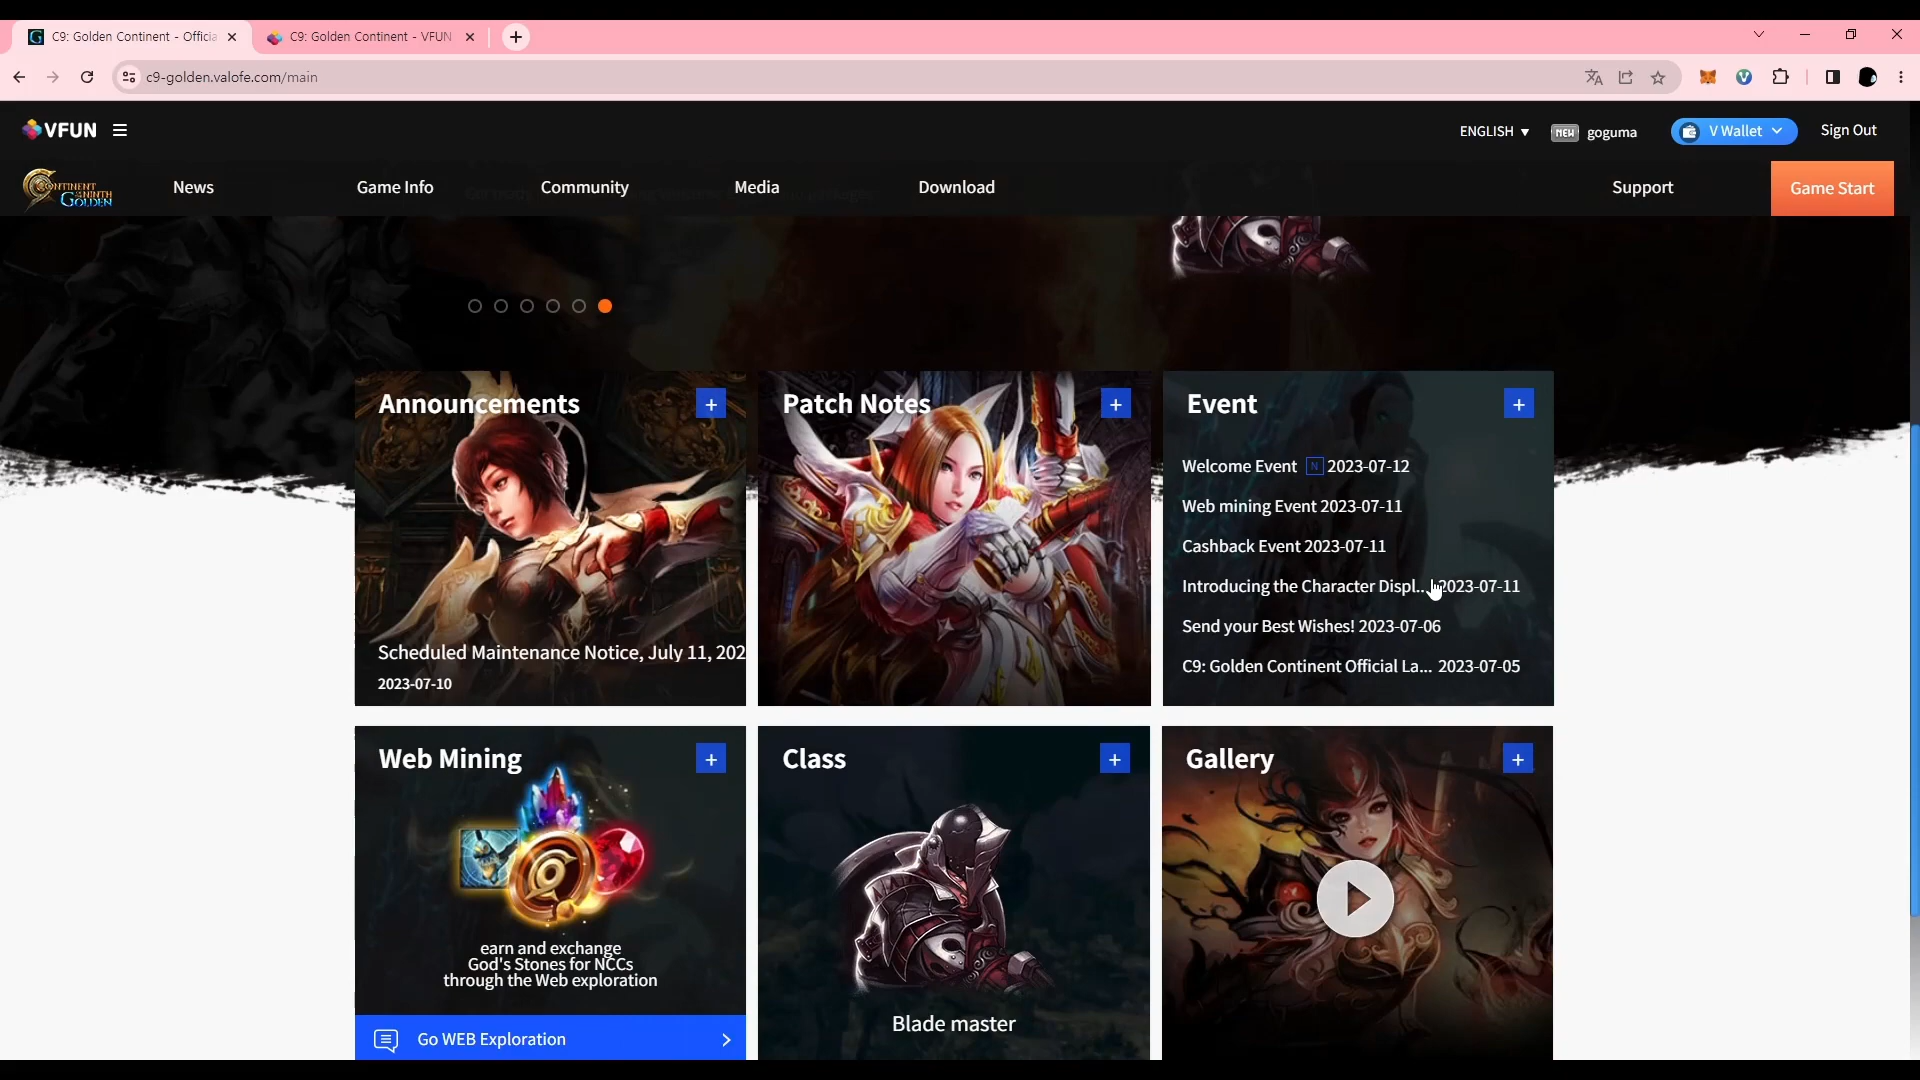 C9: Golden Continent - Officia
C9: Golden Continent - VFUN
c9-golden.valofe.com/main
VFUN
ENGLISH ▼
NEW goguma
V Wallet
Sign Out
CONTINENT OF THE NINTH GOLDEN
News
Game Info
Community
Media
Download
Support
Game Start
Announcements
+
Scheduled Maintenance Notice, July 11, 202
2023-07-10
Patch Notes
+
Event
+
Welcome Event N 2023-07-12
Web mining Event 2023-07-11
Cashback Event 2023-07-11
Introducing the Character Displ... 2023-07-11
Send your Best Wishes! 2023-07-06
C9: Golden Continent Official La... 2023-07-05
Web Mining
+
earn and exchange
God's Stones for NCCs
through the Web exploration
Go WEB Exploration
Class
+
Blade master
Gallery
+